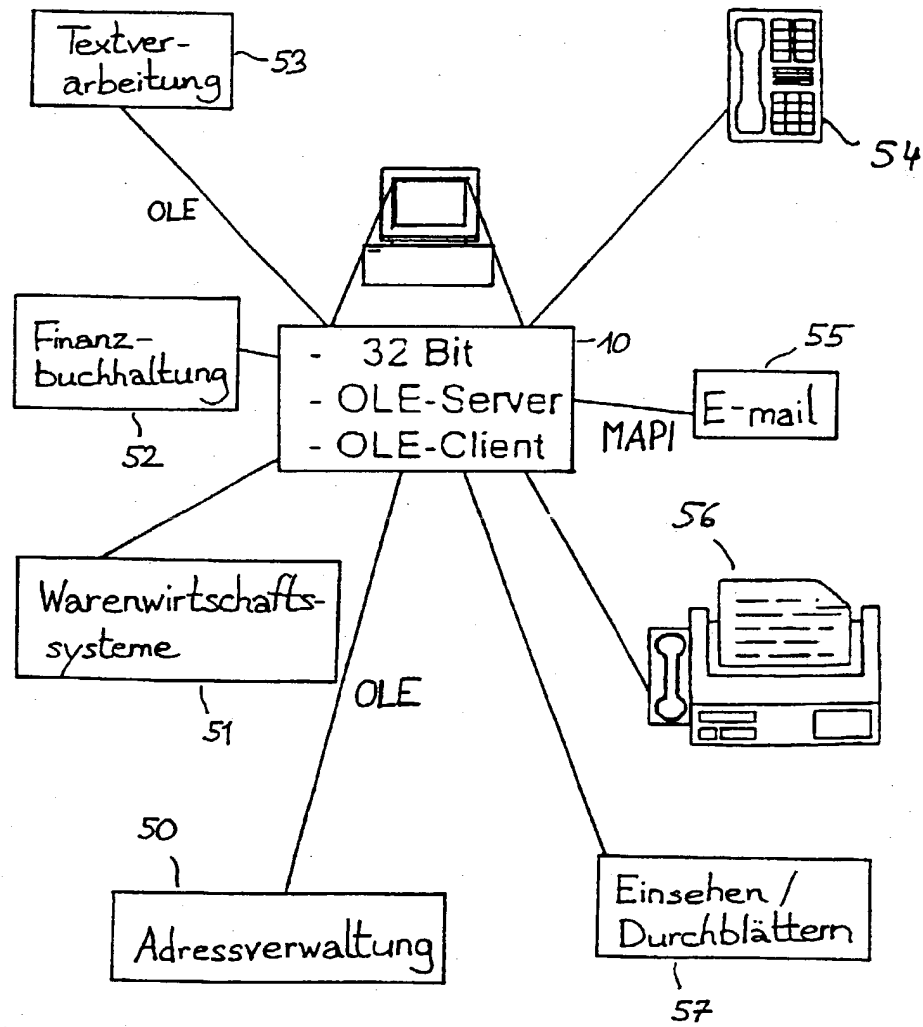 Textver-
arbeitung
53
54
OLE
Finanz-
buchhaltung
52
- 32 Bit
- OLE-Server
- OLE-Client
10
55
E-mail
MAPI
56
Warenwirtschafts-
systeme
51
OLE
50
Adressverwaltung
Einsehen /
Durchblättern
57